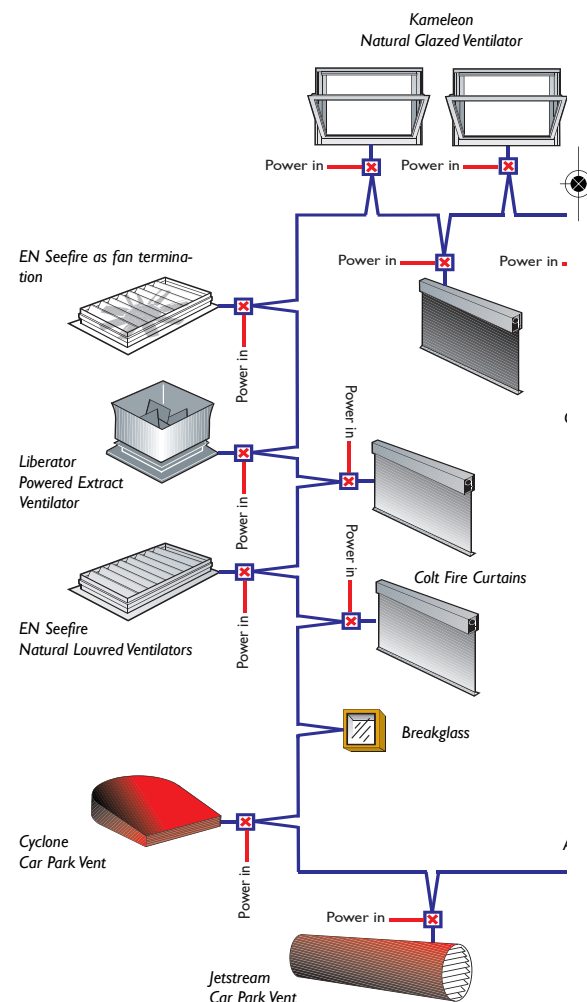 Kameleon
Natural Glazed Ventilator
Power in
Power in
Power in
Power in
EN Seefire as fan termina-
tion
Power in
Liberator
Powered Extract
Ventilator
Power in
Power in
EN Seefire
Natural Louvred Ventilators
Power in
Power in
Colt Fire Curtains
Breakglass
Cyclone
Car Park Vent
Power in
Power in
Jetstream
Car Park Vent